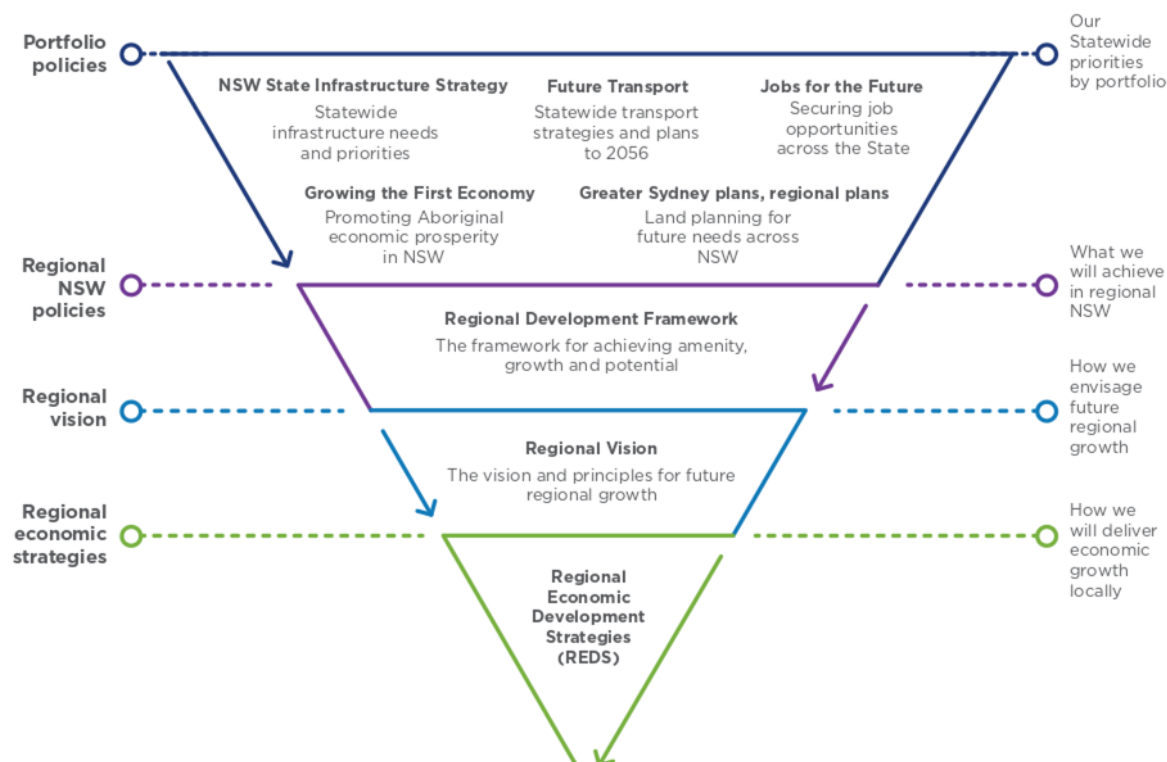 Portfolio
policies
Our
Statewide
priorities
by portfolio
NSW State Infrastructure Strategy
Statewide
infrastructure needs
and priorities
Future Transport
Statewide transport
strategies and plans
to 2056
Jobs for the Future
Securing job
opportunities
across the State
Growing the First Economy
Promoting Aboriginal
economic prosperity
in NSW
Greater Sydney plans, regional plans
Land planning for
future needs across
NSW
Regional
NSW
policies
What we
will achieve
in regional
NSW
Regional Development Framework
The framework for achieving amenity,
growth and potential
Regional
vision
How we
envisage
future
regional
growth
Regional Vision
The vision and principles for future
regional growth
Regional
economic
strategies
How we
will deliver
economic
growth
locally
Regional
Economic
Development
Strategies
(REDS)